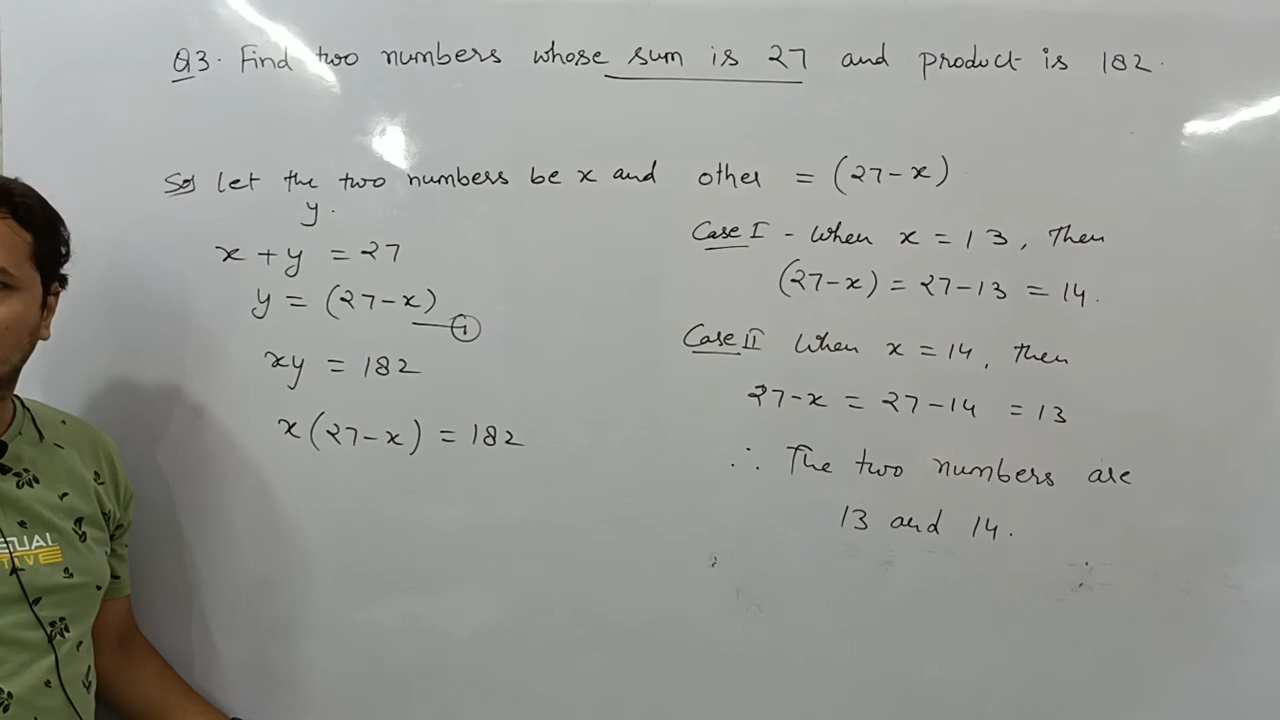 Q3. Find two numbers whose sum is 27 and product is 182.
Sol let the two numbers be x and other = (27-x)
y.
x + y = 27
y = (27-x)
①
xy = 182
x(27-x) = 182
Case I - When x = 13, Then
(27-x) = 27-13 = 14.
Case II When x = 14, then
27-x = 27-14 = 13
∴ The two numbers are
13 and 14.